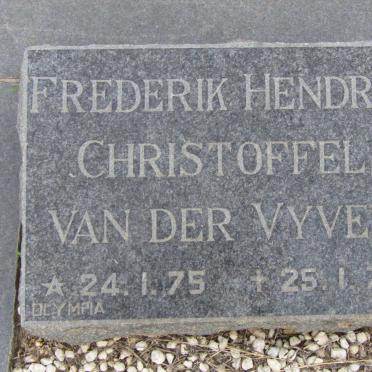 FREDERIK HENDR
CHRISTOFFEL
VAN DER VYVE
* 24.1.75 + 25.1.
OLYMPIA